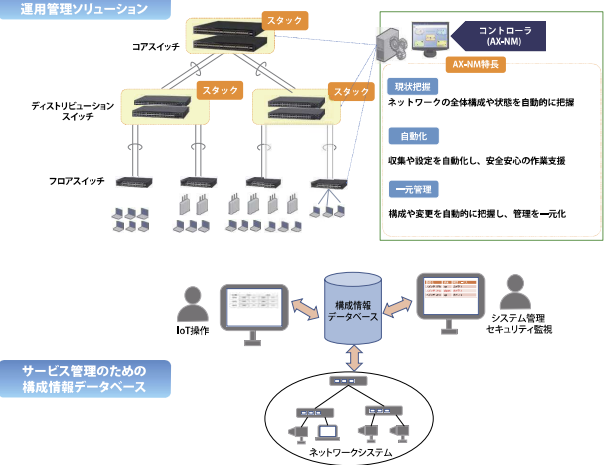 運用管理ソリューション
スタック
コアスイッチ
スタック
スタック
ディストリビューション
スイッチ
フロアスイッチ
コントローラ
(AX-NM)
AX-NM特長
現状把握
ネットワークの全体構成や状態を自動的に把握
自動化
収集や設定を自動化し、安全安心の作業支援
一元管理
構成や変更を自動的に把握し、管理を一元化
構成情報
データベース
IoT操作
システム管理
セキュリティ監視
サービス管理のための
構成情報データベース
ネットワークシステム